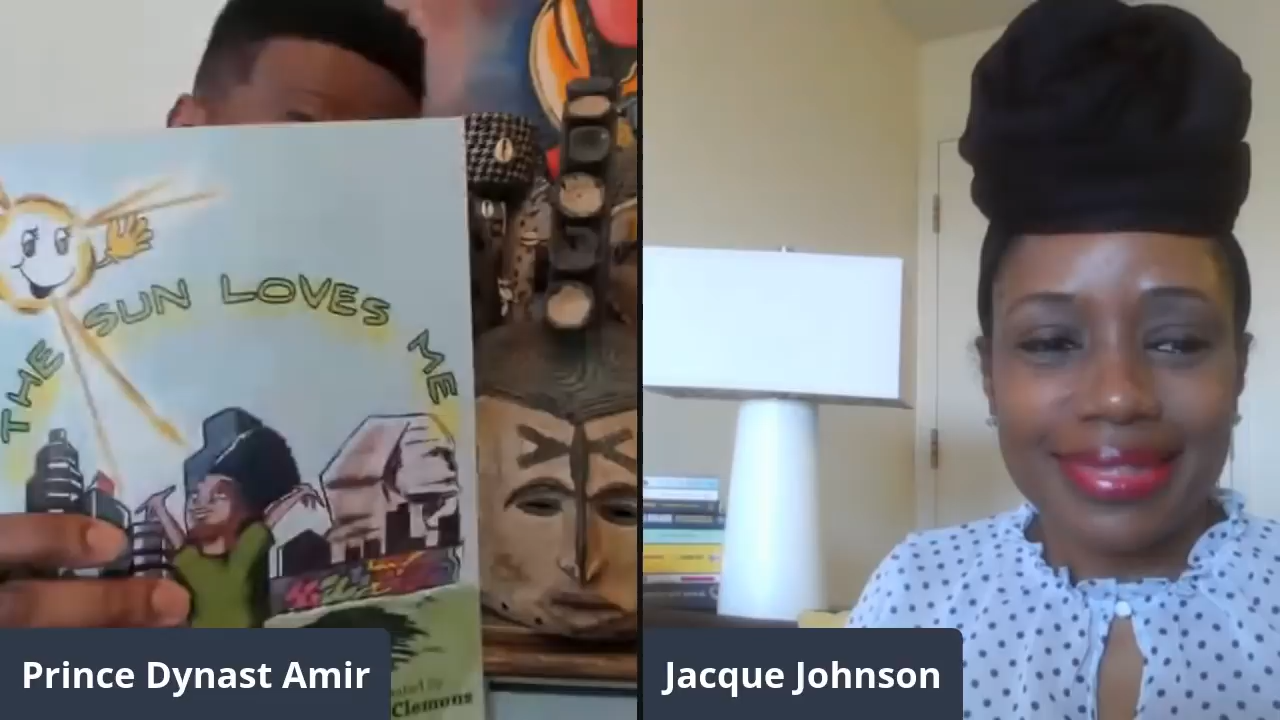 THE SUN LOVES ME
Clemons
Prince Dynast Amir
Jacque Johnson